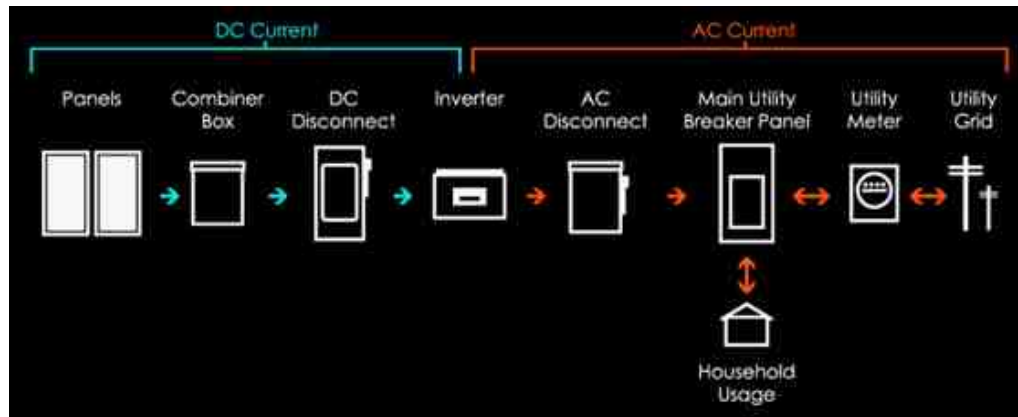 DC Current
AC Current
Panels
Combiner
Box
DC
Disconnect
Inverter
AC
Disconnect
Main Utility
Breaker Panel
Utility
Meter
Utility
Grid
Household
Usage